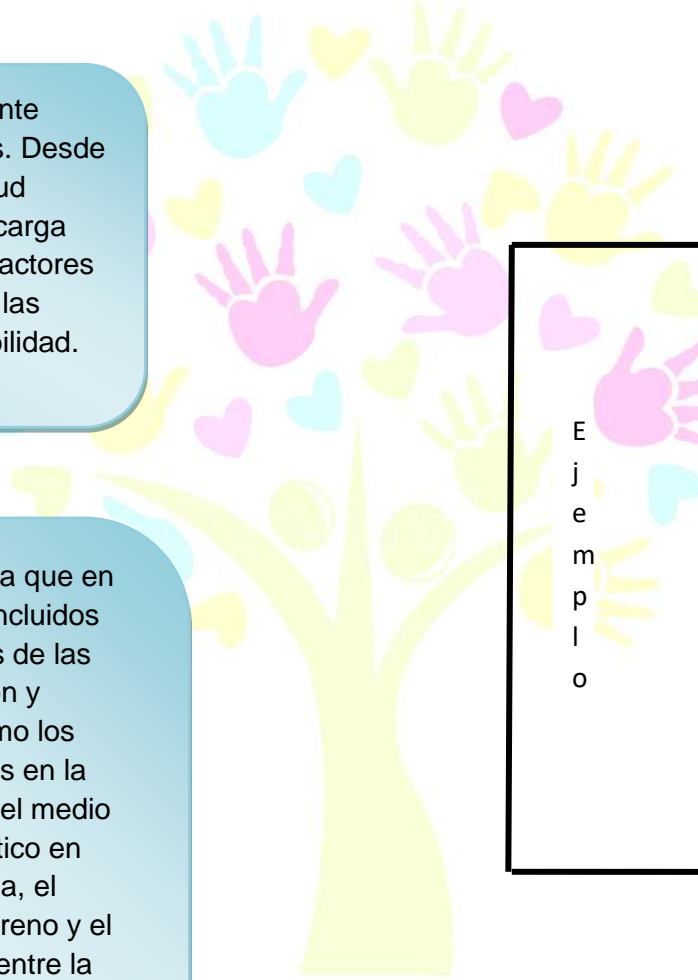 nte
s. Desde
ud
carga
actores
las
bilidad.
a que en
ncluidos
s de las
n y
mo los
s en la
el medio
tico en
a, el
reno y el
entre la
E
j
e
m
p
l
o